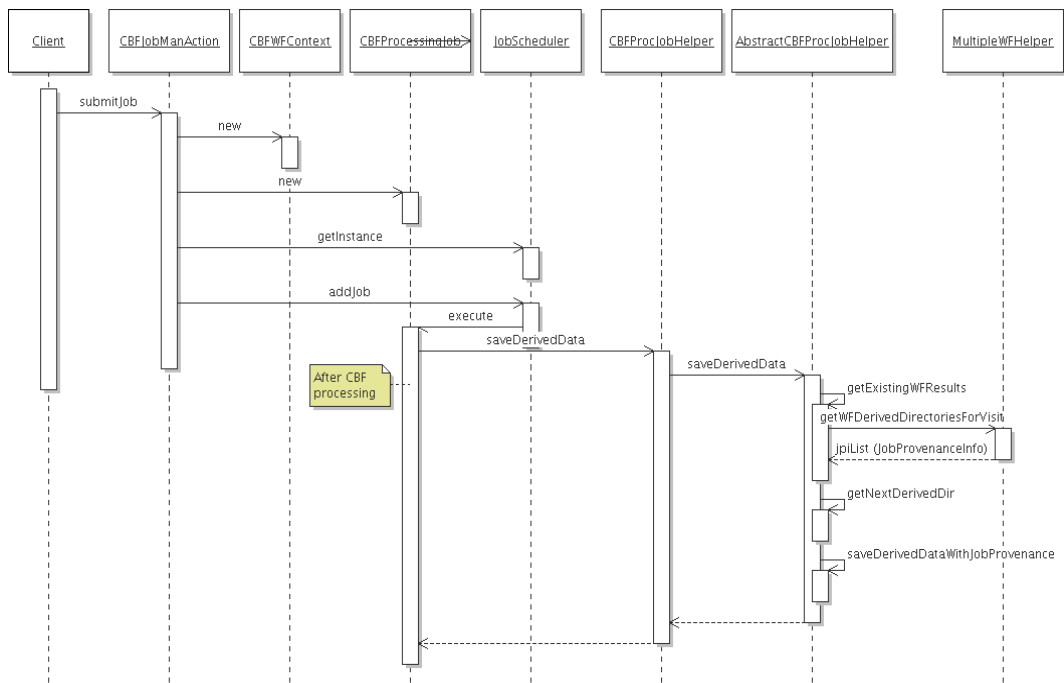 Client
CBFJobManAction
CBFWFContext
CBFProcessingJob
JobScheduler
CBFProcJobHelper
AbstractCBFProcJobHelper
MultipleWFHelper
submitJob
new
new
getInstance
addJob
execute
saveDerivedData
saveDerivedData
After CBF
processing
getExistingWFResults
getWFDerivedDirectoriesForVisit
jpiList (JobProvenanceInfo)
getNextDerivedDir
saveDerivedDataWithJobProvenance